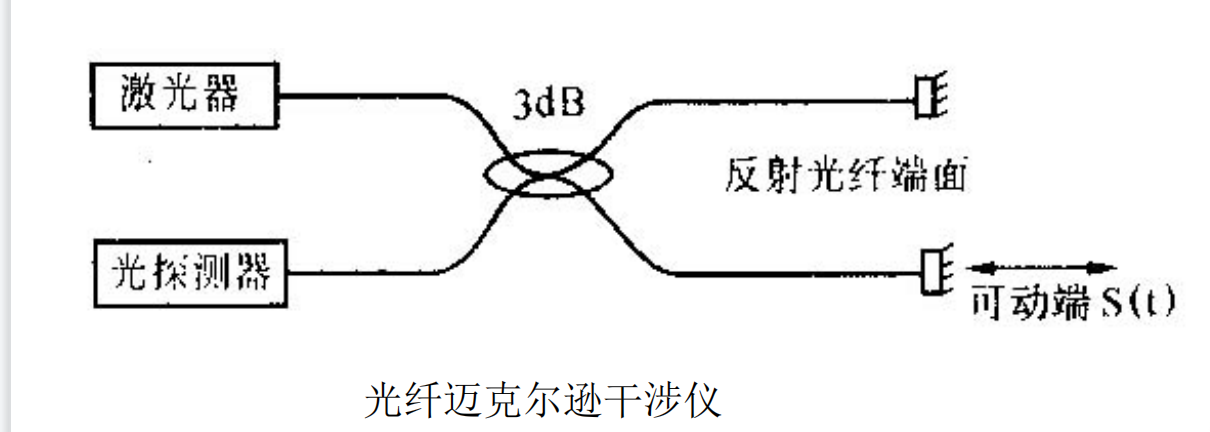 激光器
3dB
反射光纤端面
光探测器
可动端 S(t)
光纤迈克尔逊干涉仪